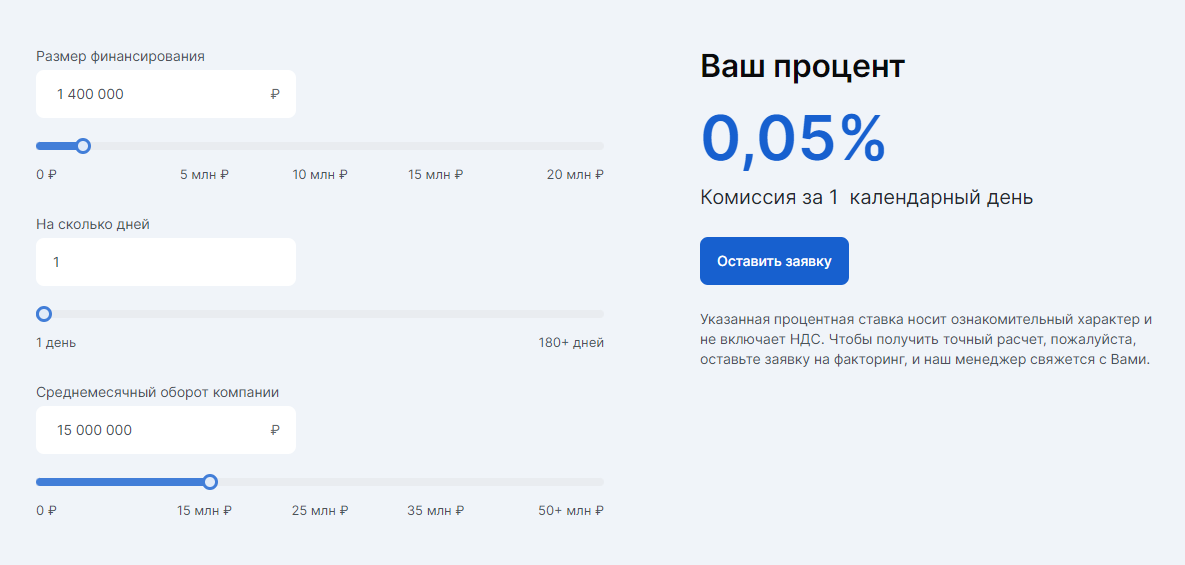 Размер финансирования
1 400 000 ₽
0 ₽ 5 млн ₽ 10 млн ₽ 15 млн ₽ 20 млн ₽
На сколько дней
1
1 день 180+ дней
Среднемесячный оборот компании
15 000 000 ₽
0 ₽ 15 млн ₽ 25 млн ₽ 35 млн ₽ 50+ млн ₽
Ваш процент
0,05%
Комиссия за 1 календарный день
Оставить заявку
Указанная процентная ставка носит ознакомительный характер и
не включает НДС. Чтобы получить точный расчет, пожалуйста,
оставьте заявку на факторинг, и наш менеджер свяжется с Вами.